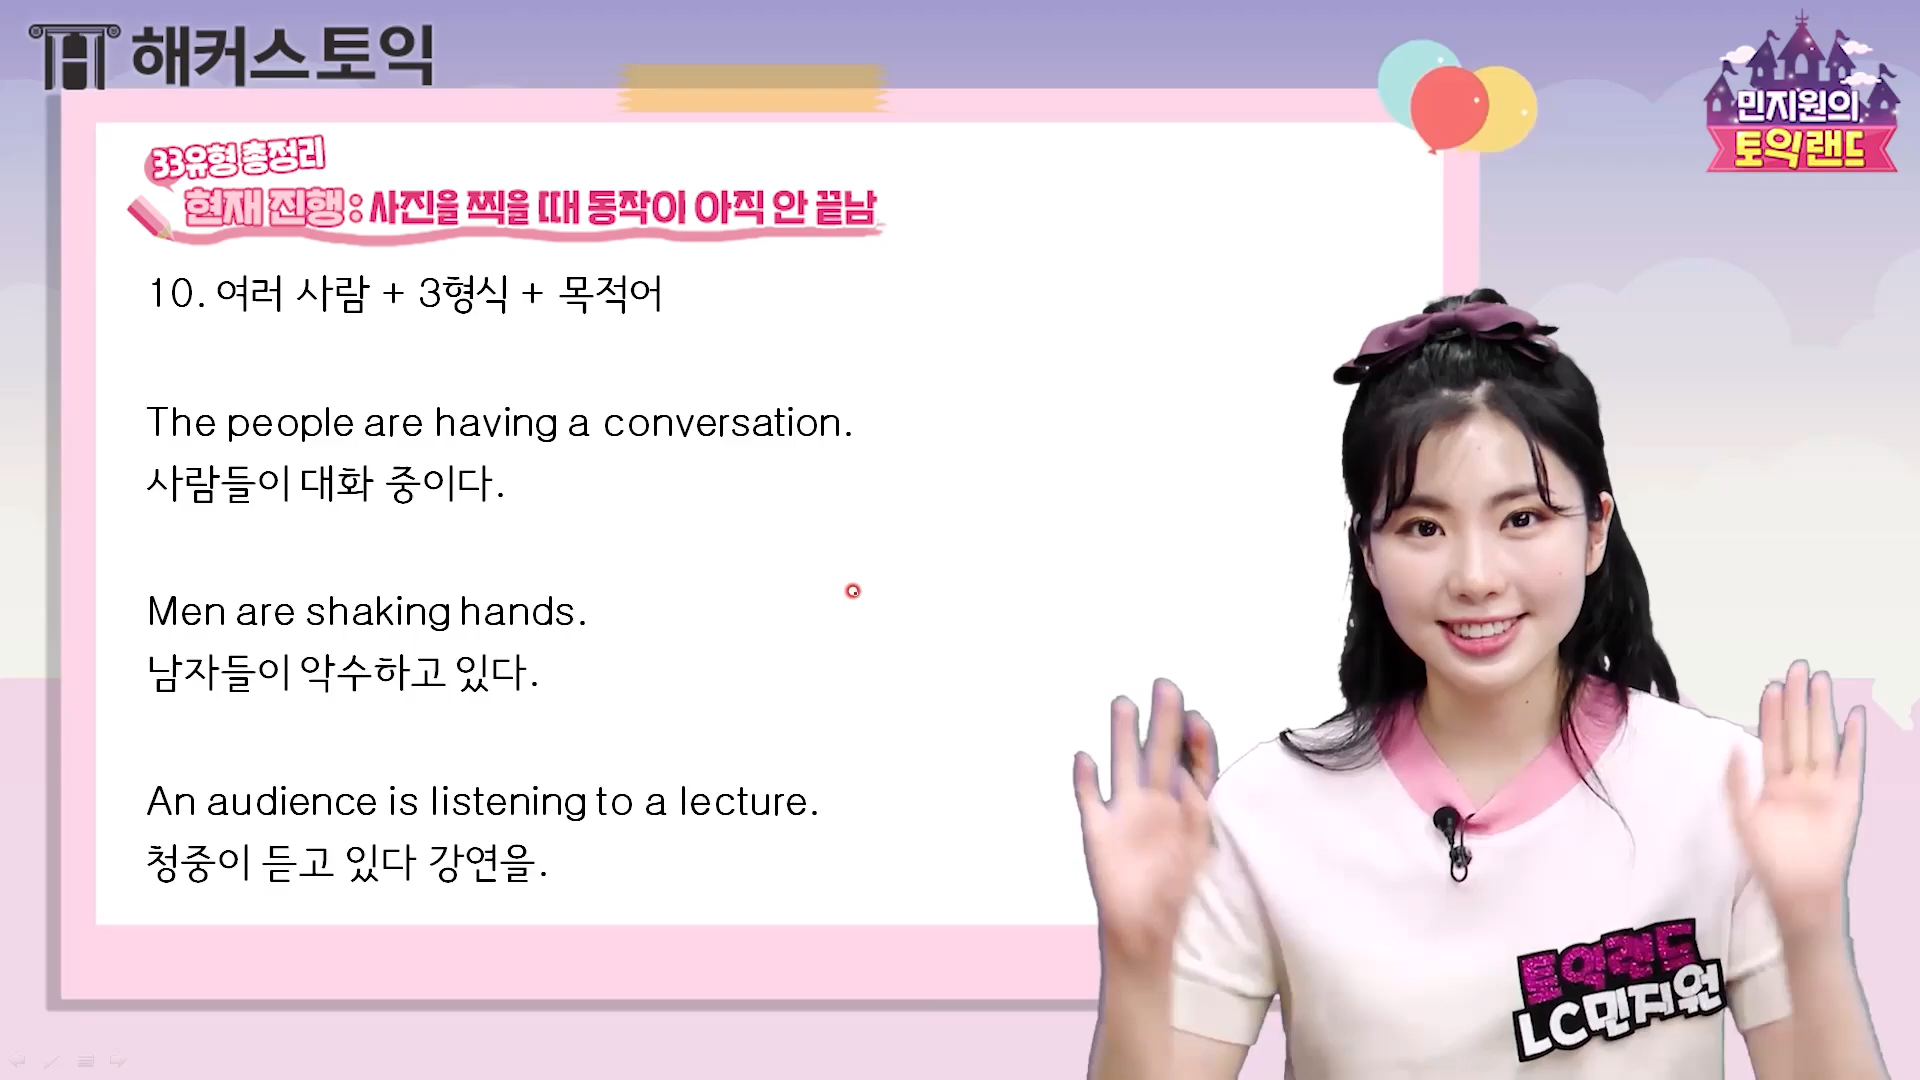 해커스토익
민지원의
토익랜드
33유형 총정리
현재 진행 : 사진을 찍을 때 동작이 아직 안 끝남
10. 여러 사람 + 3형식 + 목적어
The people are having a conversation.
사람들이 대화 중이다.
Men are shaking hands.
남자들이 악수하고 있다.
An audience is listening to a lecture.
청중이 듣고 있다 강연을.
토익랜드
LC민지원